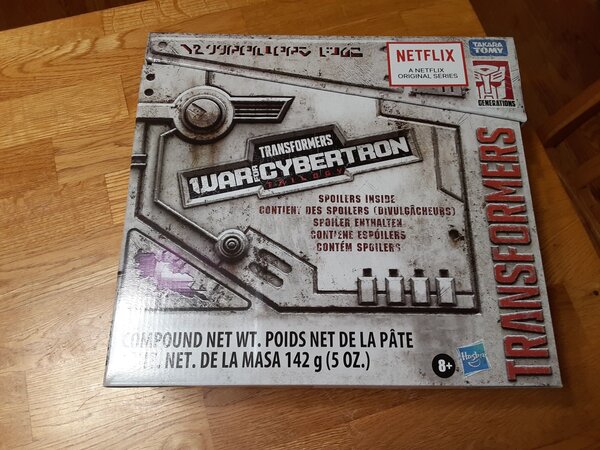 NETFLIX
A NETFLIX
ORIGINAL SERIES
TAKARA
TOMY
GENERATIONS
TRANSFORMERS
WAR FOR CYBERTRON
TRILOGY
SPOILERS INSIDE
CONTIENT DES SPOILERS (DIVULGÂCHEURS)
SPOILER ENTHALTEN
CONTIENE ESPÓILERS
CONTÉM SPOILERS
TRANSFORMERS
COMPOUND NET WT. POIDS NET DE LA PÂTE
NET. DE LA MASA 142 g (5 OZ.)
8+
Hasbro